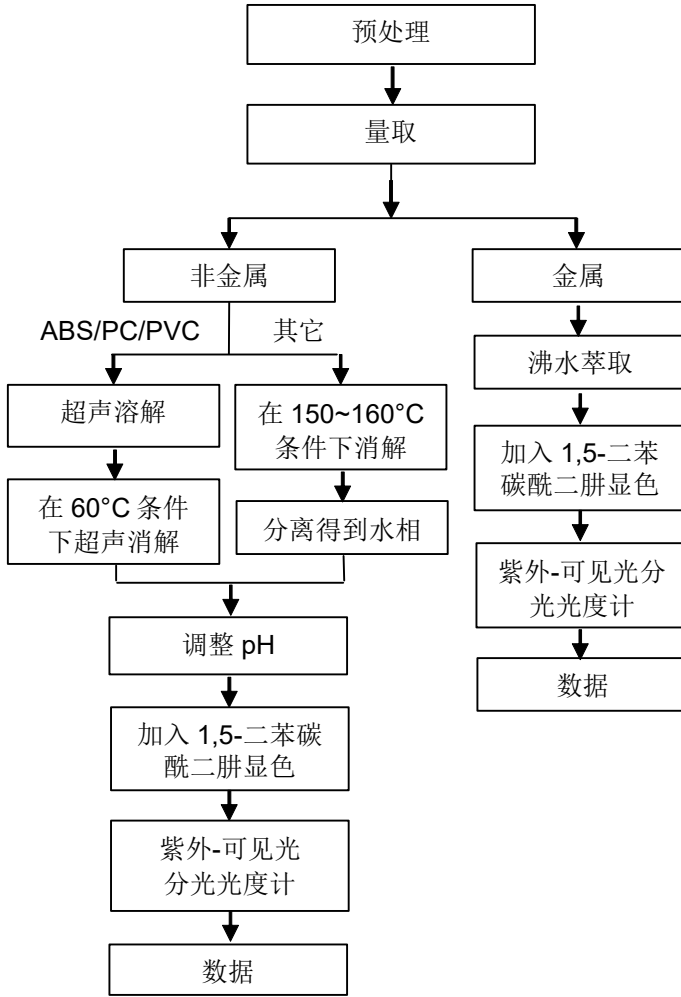 预处理
量取
非金属
金属
ABS/PC/PVC
其它
沸水萃取
超声溶解
在 150~160°C
条件下消解
加入 1,5-二苯
碳酰二肼显色
在 60°C 条件
下超声消解
分离得到水相
紫外-可见光分
光光度计
调整 pH
数据
加入 1,5-二苯碳
酰二肼显色
紫外-可见光
分光光度计
数据